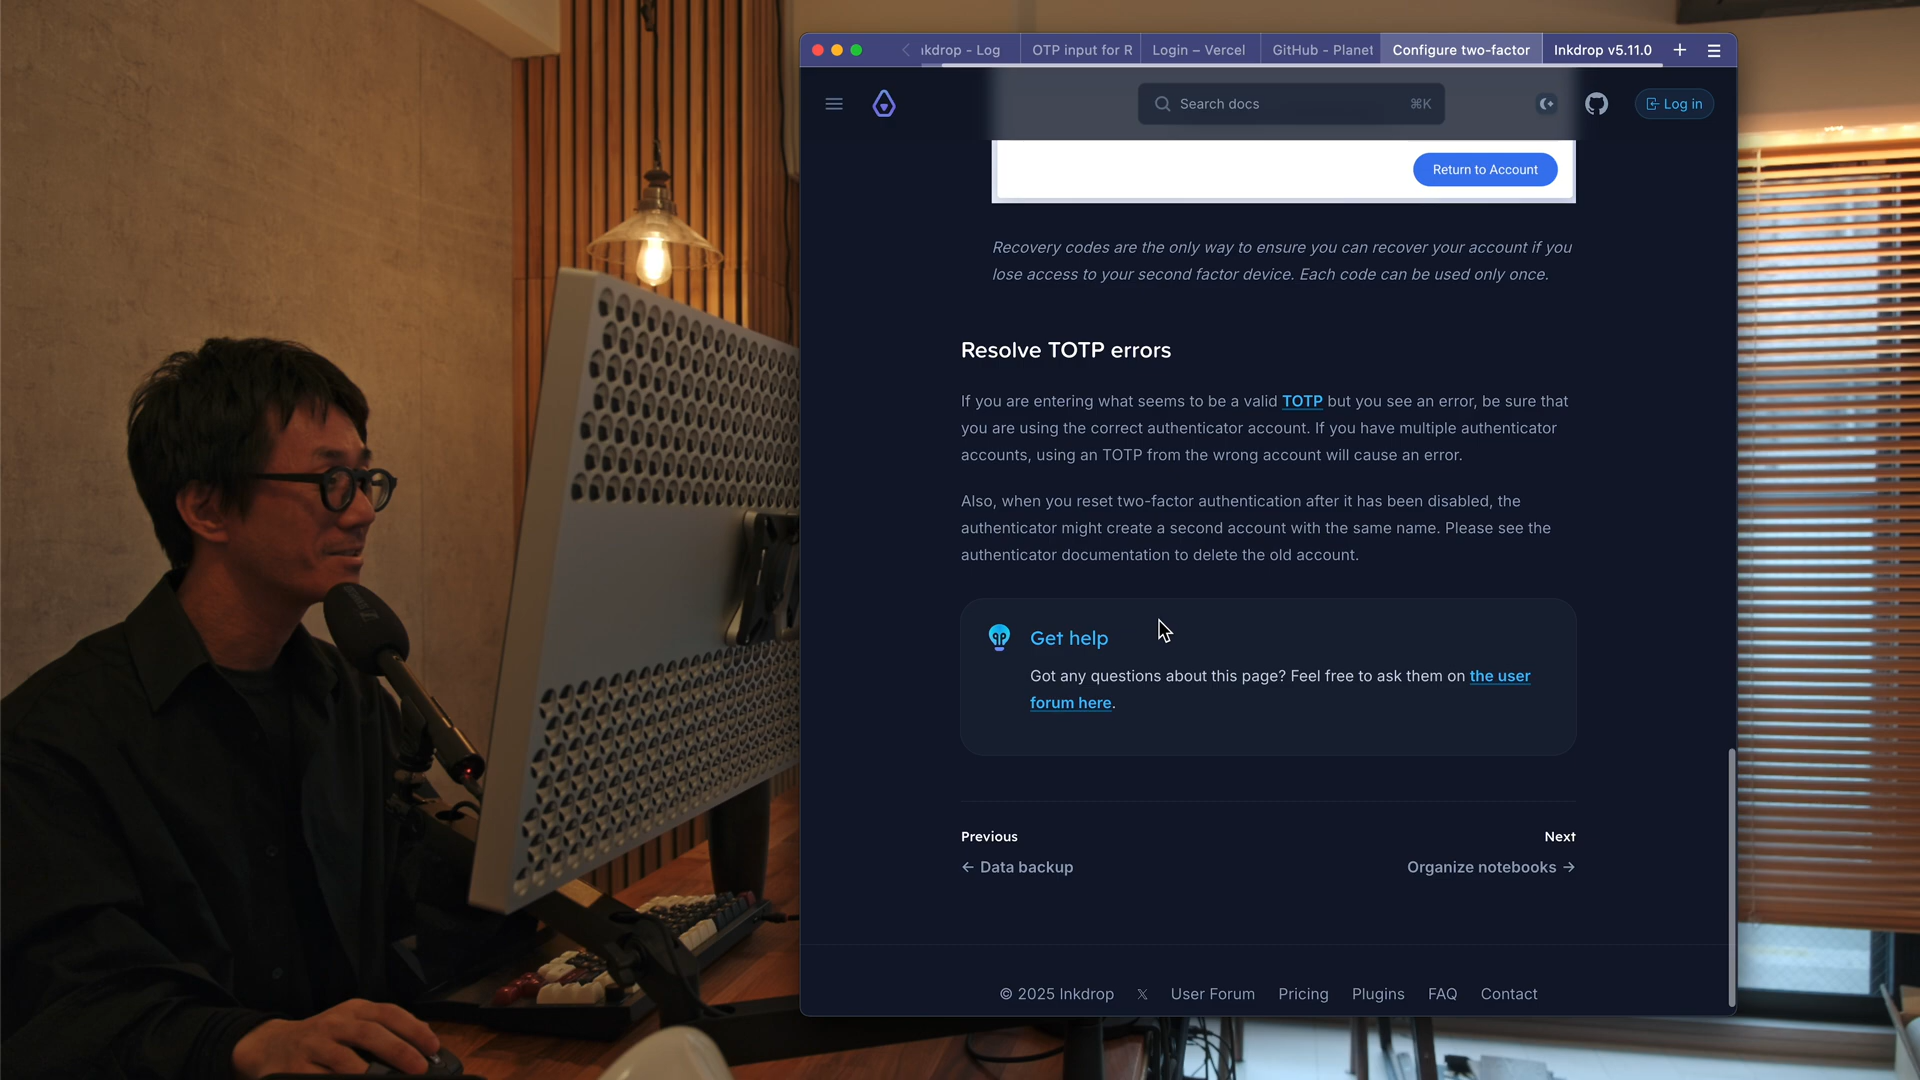 kdrop - Log
OTP input for R
Login – Vercel
GitHub - Planet
Configure two-factor
Inkdrop v5.11.0
Search docs
⌘K
Log in
Return to Account
Recovery codes are the only way to ensure you can recover your account if you
lose access to your second factor device. Each code can be used only once.
Resolve TOTP errors
If you are entering what seems to be a valid TOTP but you see an error, be sure that
you are using the correct authenticator account. If you have multiple authenticator
accounts, using an TOTP from the wrong account will cause an error.
Also, when you reset two-factor authentication after it has been disabled, the
authenticator might create a second account with the same name. Please see the
authenticator documentation to delete the old account.
Get help
Got any questions about this page? Feel free to ask them on the user
forum here.
Previous
Next
← Data backup
Organize notebooks →
© 2025 Inkdrop 𝕏 User Forum Pricing Plugins FAQ Contact